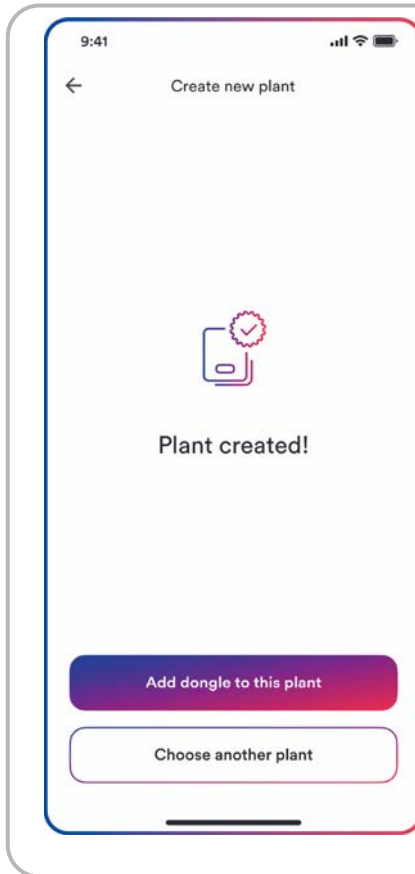 9:41
Create new plant
Plant created!
Add dongle to this plant
Choose another plant